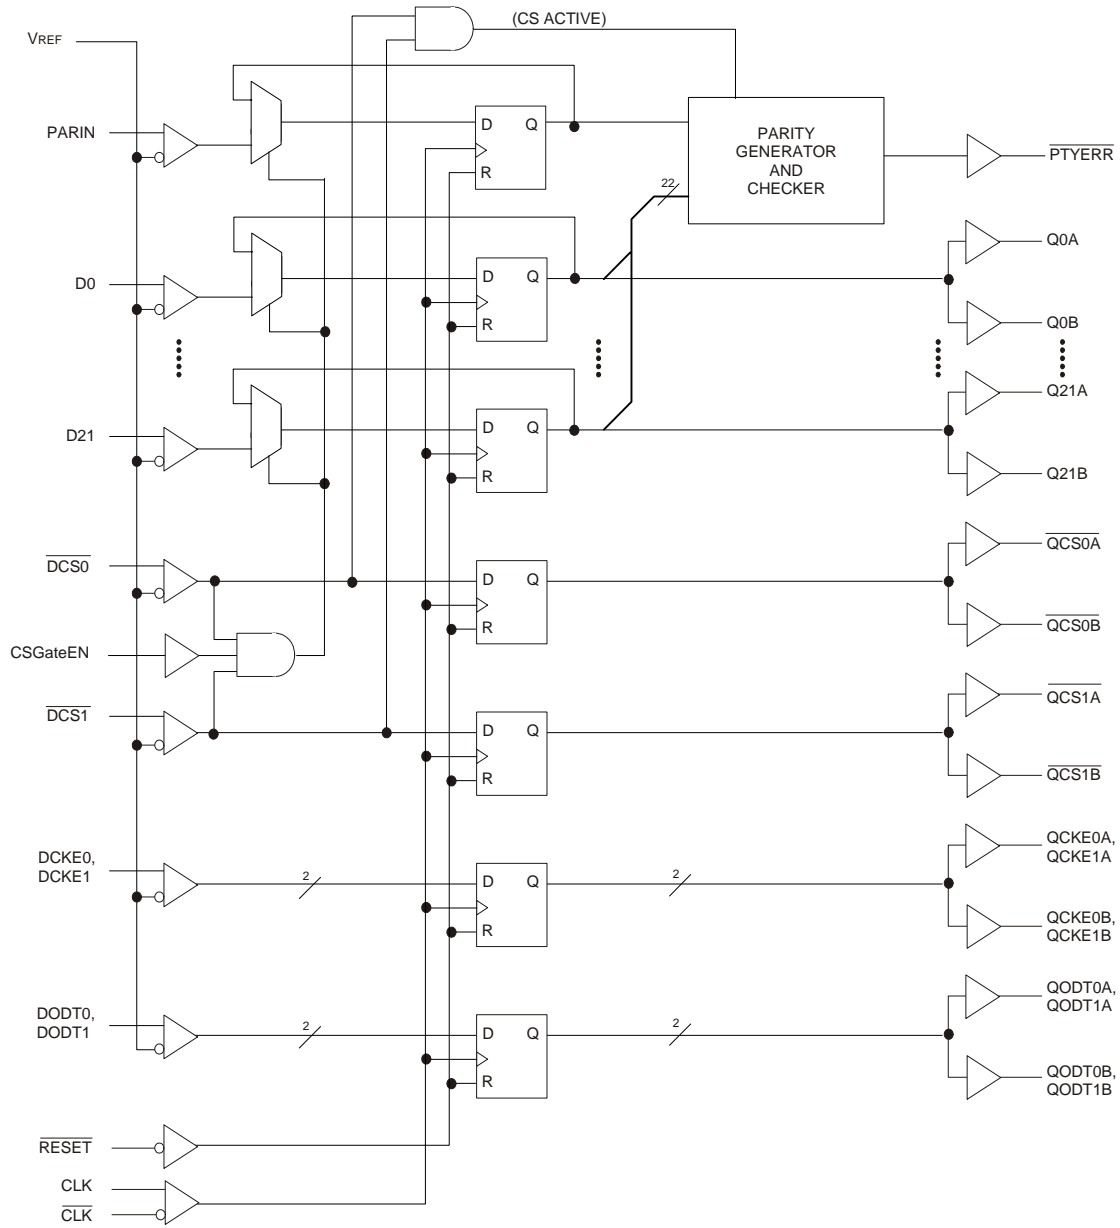 (CS ACTIVE)
VREF
PARIN
D Q
R
PARITY
GENERATOR
AND
CHECKER
PTYERR
22
D0
D Q
R
Q0A
Q0B
D21
D Q
R
Q21A
Q21B
DCS0
D Q
R
QCS0A
QCS0B
CSGateEN
DCS1
D Q
R
QCS1A
QCS1B
DCKE0,
DCKE1
2
D Q
R
2
QCKE0A,
QCKE1A
QCKE0B,
QCKE1B
DODT0,
DODT1
2
D Q
R
2
QODT0A,
QODT1A
QODT0B,
QODT1B
RESET
CLK
CLK